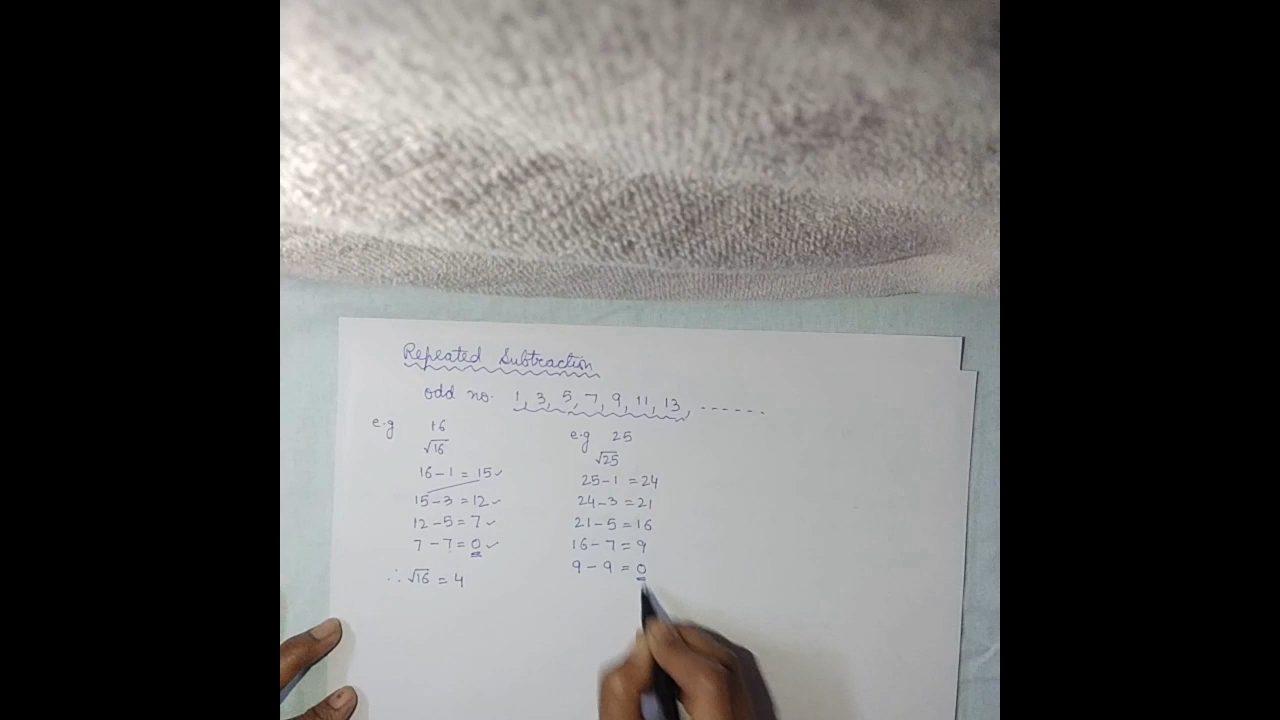 Repeated Subtraction
odd no. 1, 3, 5, 7, 9, 11, 13, ------
e.g 16
√16
16-1 = 15 ✓
15-3 = 12 ✓
12-5 = 7 ✓
7-7 = 0 ✓
∴ √16 = 4
e.g 25
√25
25-1 = 24
24-3 = 21
21-5 = 16
16-7 = 9
9-9 = 0